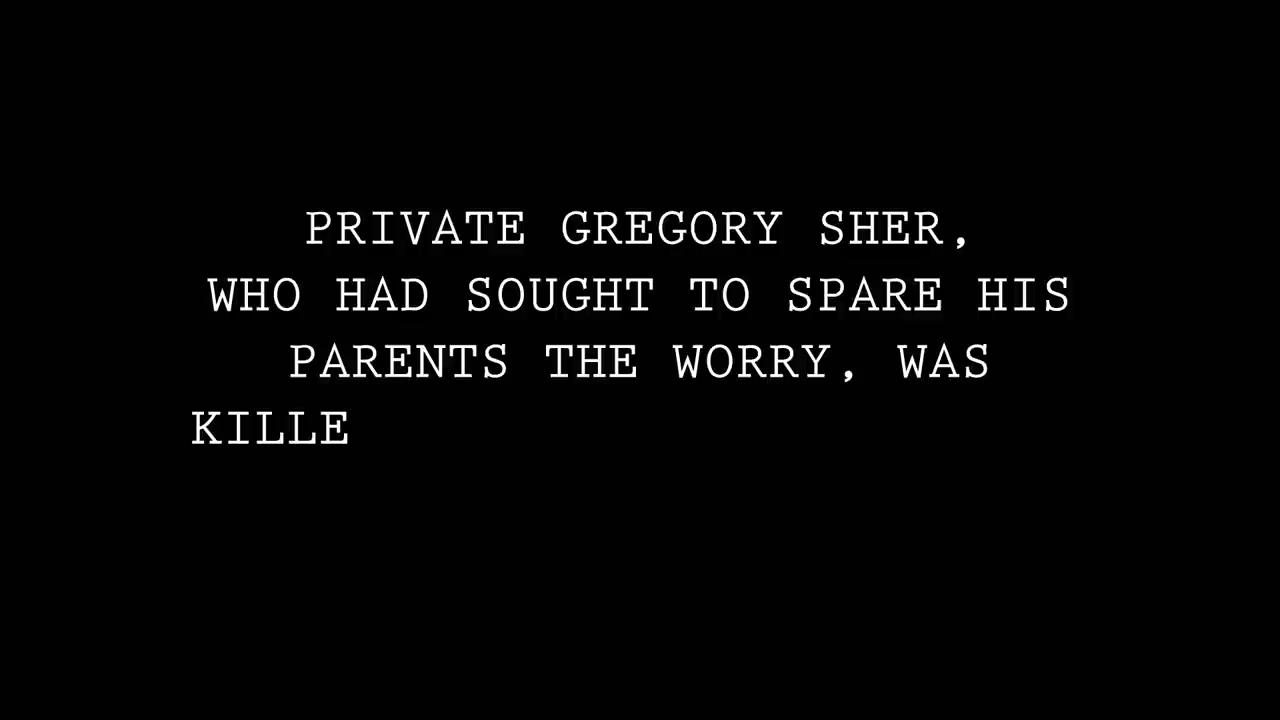 PRIVATE GREGORY SHER,
WHO HAD SOUGHT TO SPARE HIS
PARENTS THE WORRY, WAS
KILLE